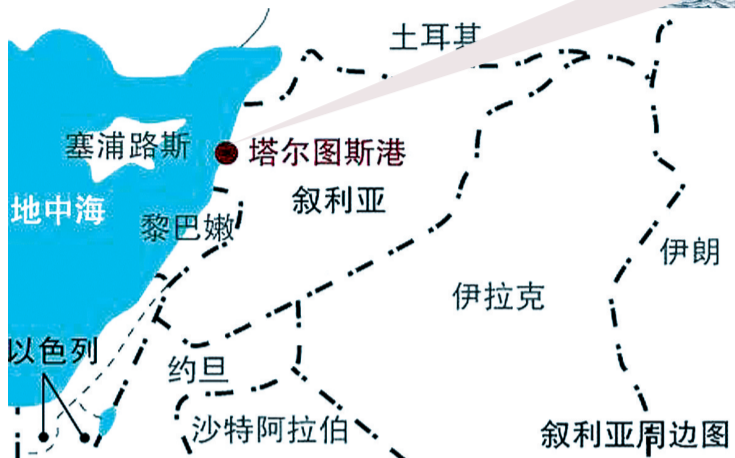 土耳其
塞浦路斯
塔尔图斯港
叙利亚
地中海
黎巴嫩
伊朗
伊拉克
以色列
约旦
沙特阿拉伯
叙利亚周边图